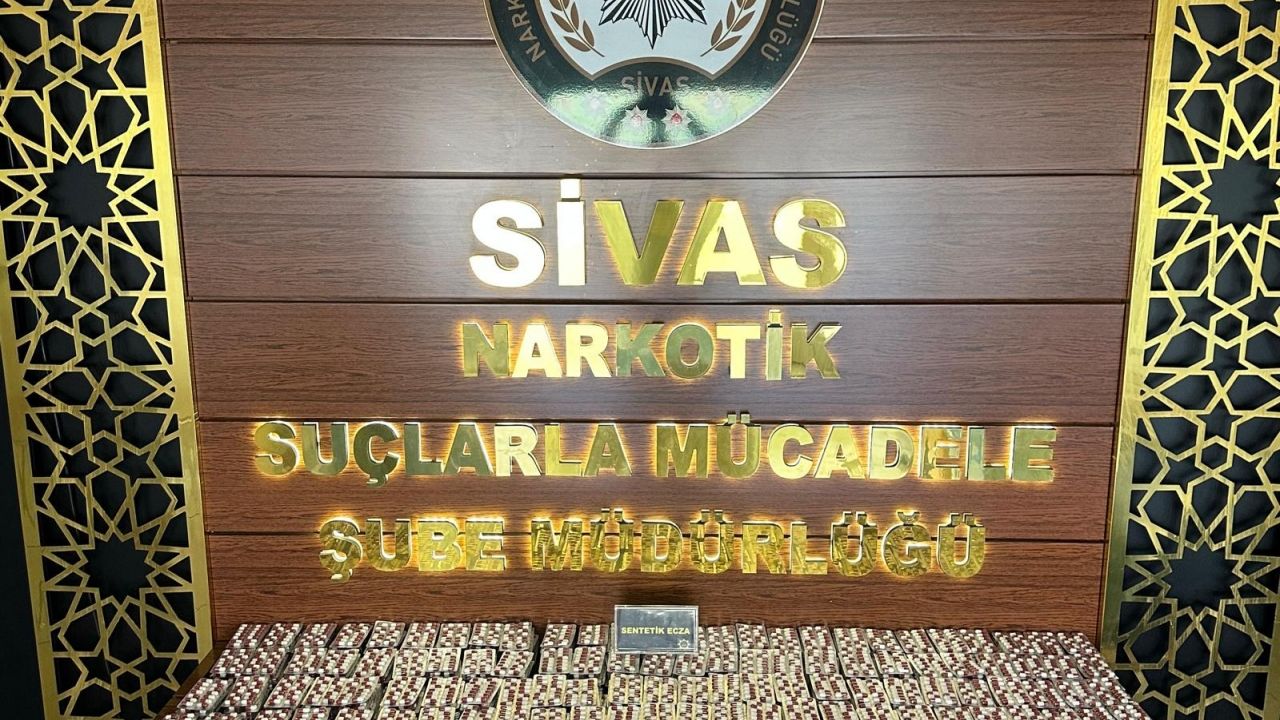 SİVAS
SİVAS
NARKOTİK
SUÇLARLA MÜCADELE
ŞUBE MÜDÜRLÜĞÜ
SENTETİK ECZA